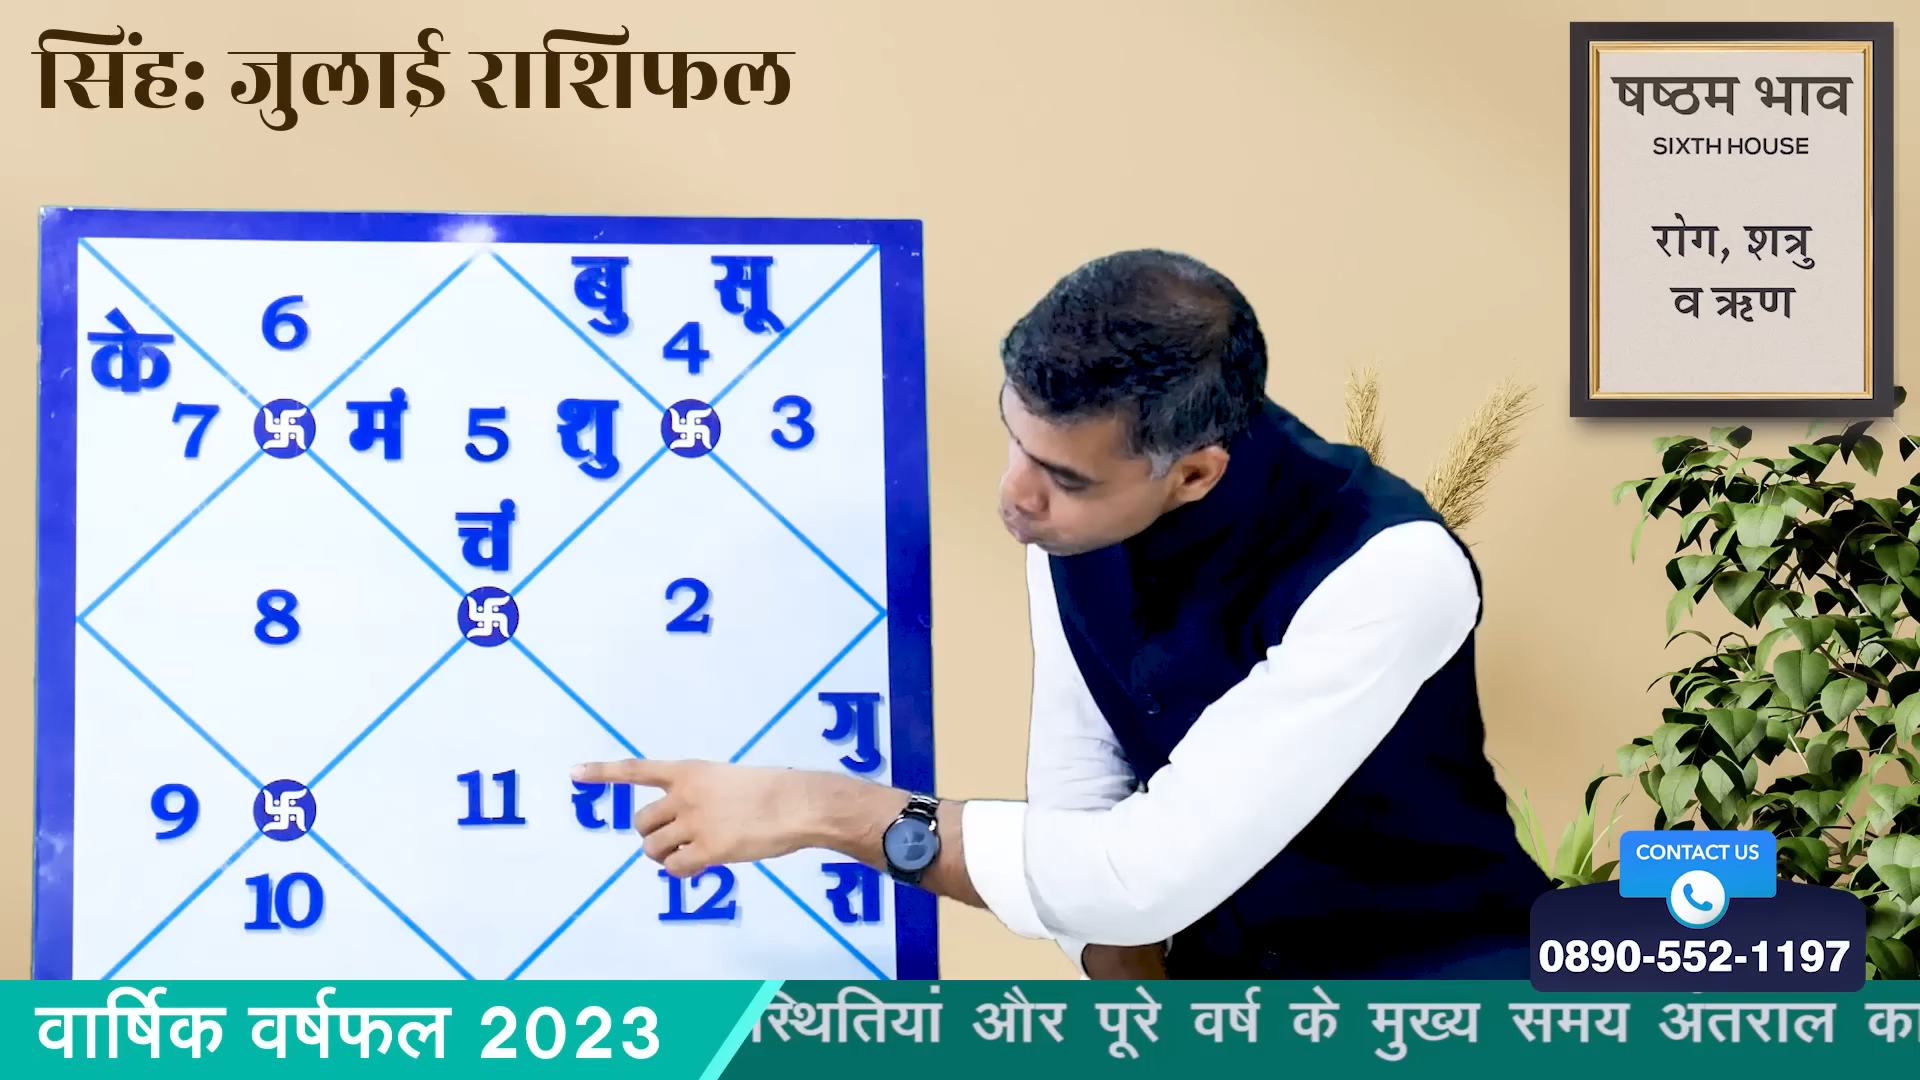 सिंह: जुलाई राशिफल
षष्ठम भाव
SIXTH HOUSE
रोग, शत्रु
व ऋण
बु सू
6
4
के
7 मं 5 शु 3
चं
8 2
गु
9 11
10 12 रा
CONTACT US
0890-552-1197
वार्षिक वर्षफल 2023
स्थितियां और पूरे वर्ष के मुख्य समय अंतराल